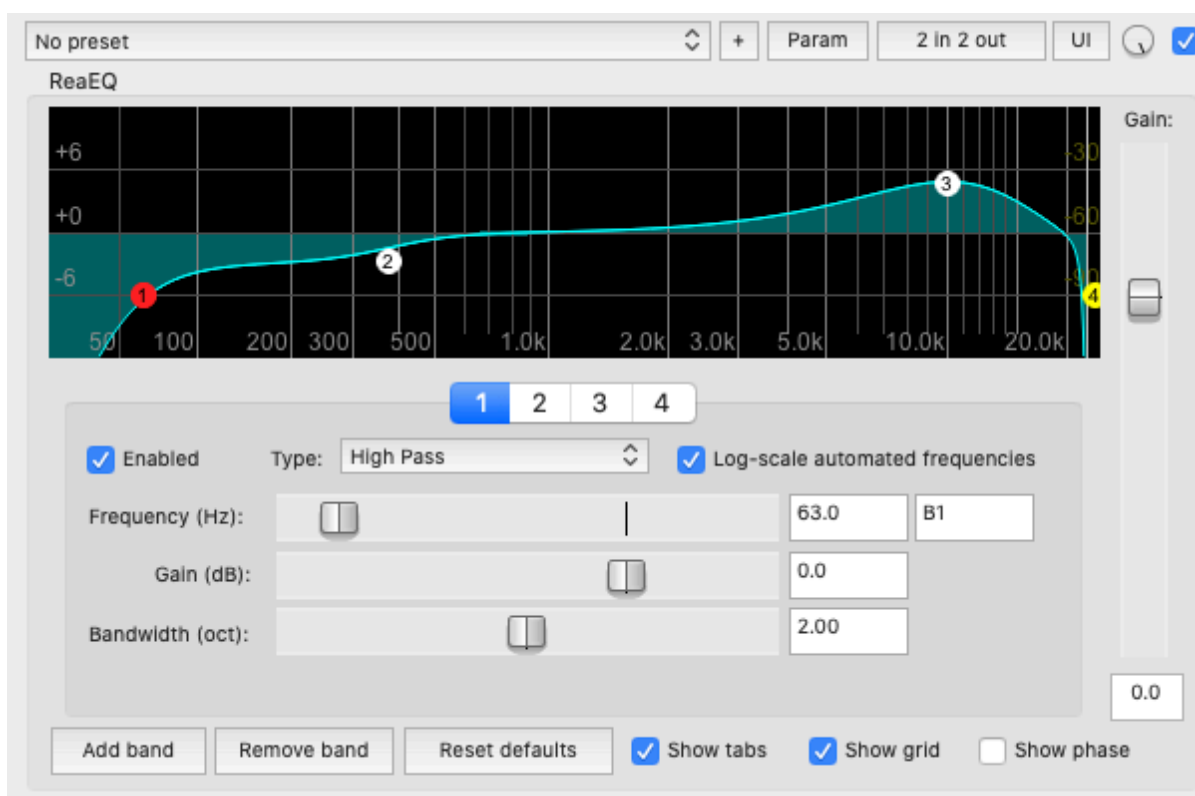 No preset + Param 2 in 2 out UI
ReaEQ
Gain:
+6 -30
+0 -60
-6 -90
1 2 3 4
50 100 200 300 500 1.0k 2.0k 3.0k 5.0k 10.0k 20.0k
1 2 3 4
Enabled Type: High Pass Log-scale automated frequencies
Frequency (Hz): 63.0 B1
Gain (dB): 0.0
Bandwidth (oct): 2.00
0.0
Add band Remove band Reset defaults Show tabs Show grid Show phase